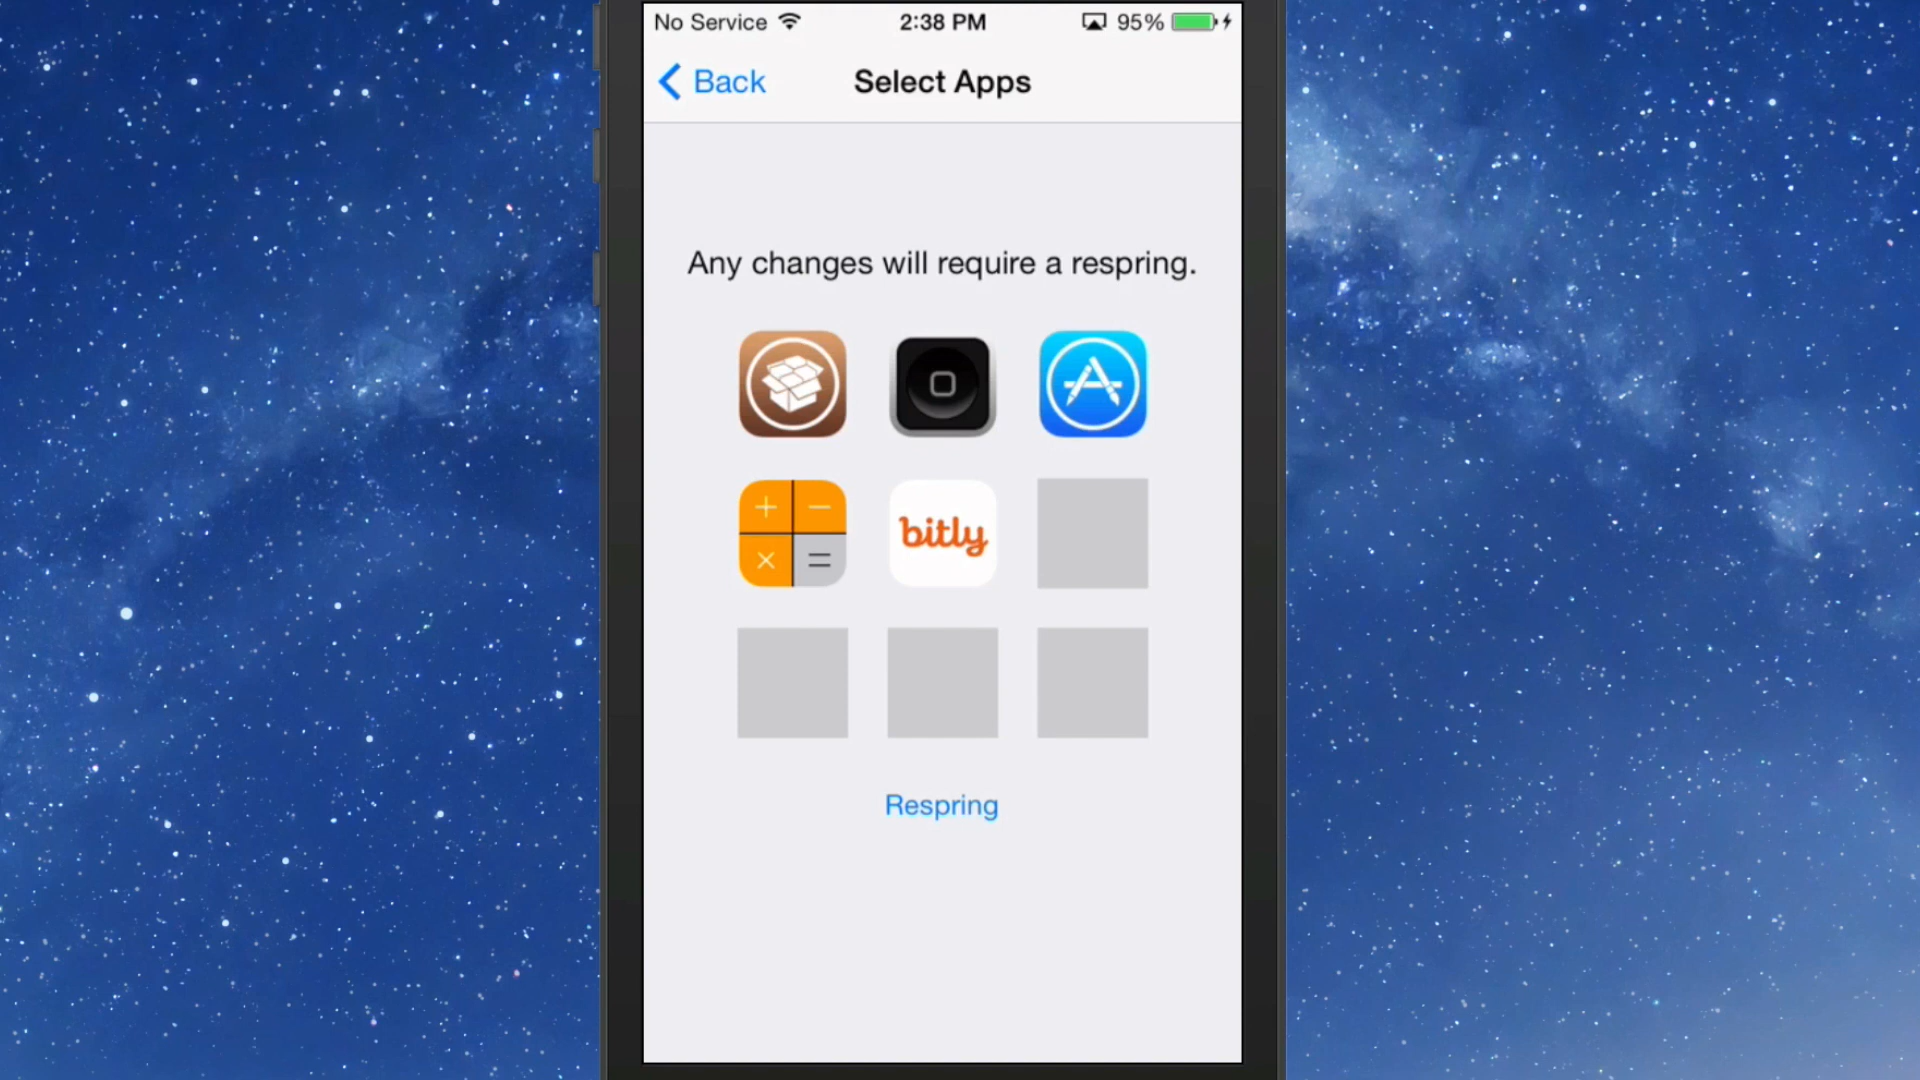 No Service 2:38 PM 95%
Back Select Apps
Any changes will require a respring.
bitly
Respring